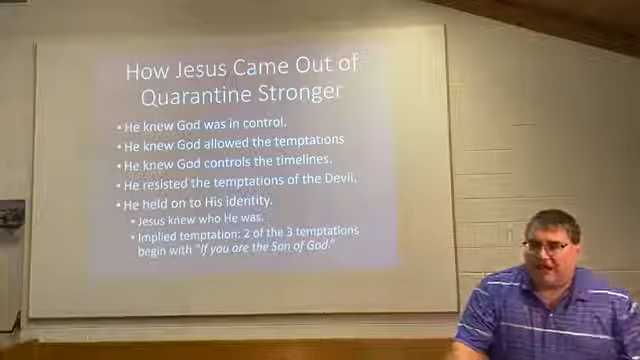 How Jesus Came Out of
Quarantine Stronger
• He knew God was in control.
• He knew God allowed the temptations
• He knew God controls the timelines.
• He resisted the temptations of the Devil.
• He held on to His identity.
• Jesus knew who He was.
• Implied temptation: 2 of the 3 temptations
begin with "If you are the Son of God."